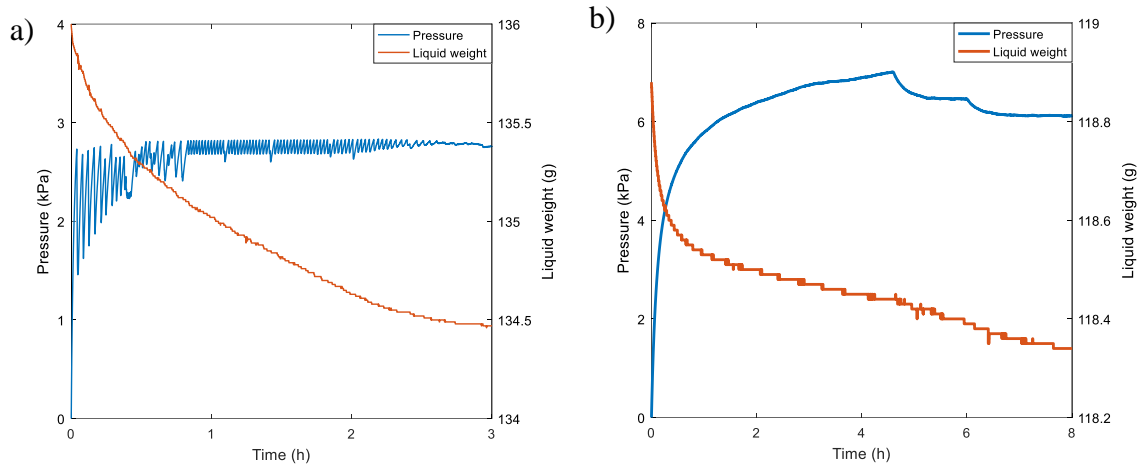 a)
Pressure
Liquid weight
4
3
2
1
0
Pressure (kPa)
136
135.5
135
134.5
134
Liquid weight (g)
0
1
2
3
Time (h)
b)
Pressure
Liquid weight
8
6
4
2
0
Pressure (kPa)
119
118.8
118.6
118.4
118.2
Liquid weight (g)
0
2
4
6
8
Time (h)